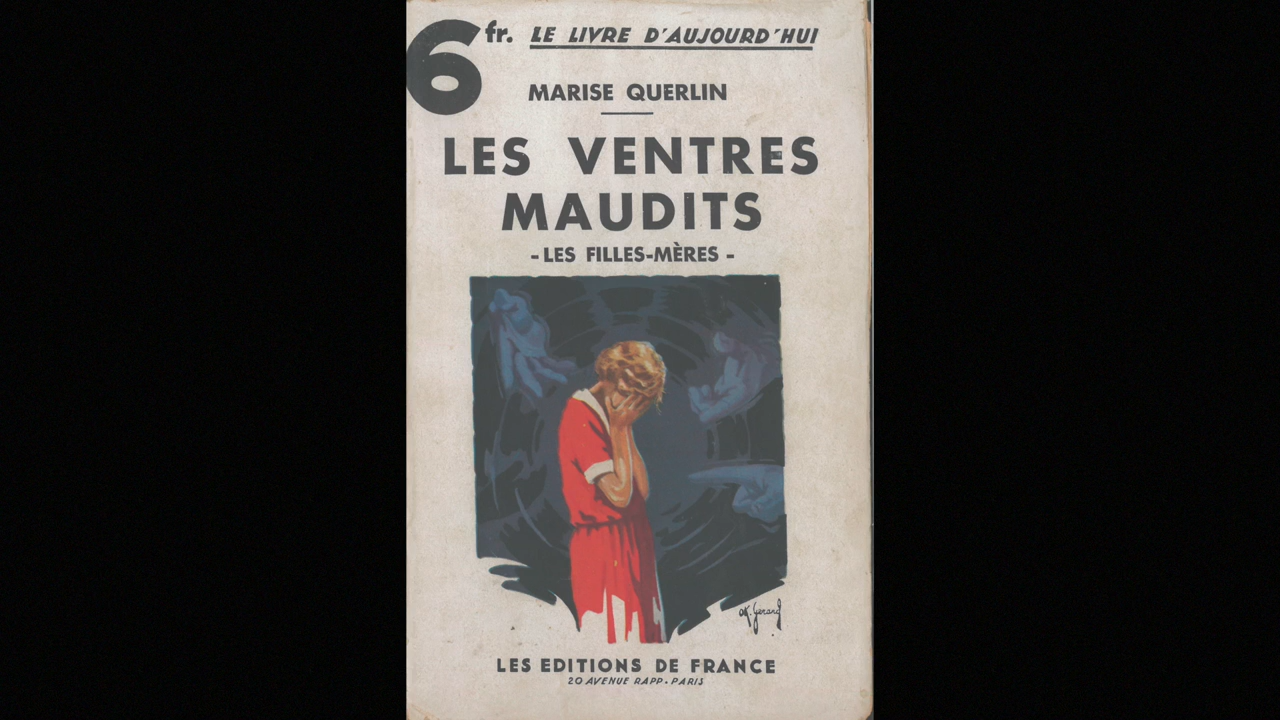 6 fr. LE LIVRE D'AUJOURD'HUI
MARISE QUERLIN
LES VENTRES
MAUDITS
- LES FILLES-MÈRES -
LES EDITIONS DE FRANCE
20 AVENUE RAPP - PARIS